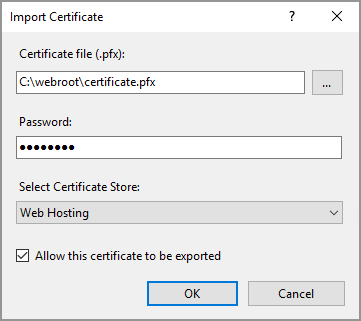 Import Certificate
?
Certificate file (.pfx):
C:\webroot\certificate.pfx
...
Password:
●●●●●●●●
Select Certificate Store:
Web Hosting
Allow this certificate to be exported
OK
Cancel